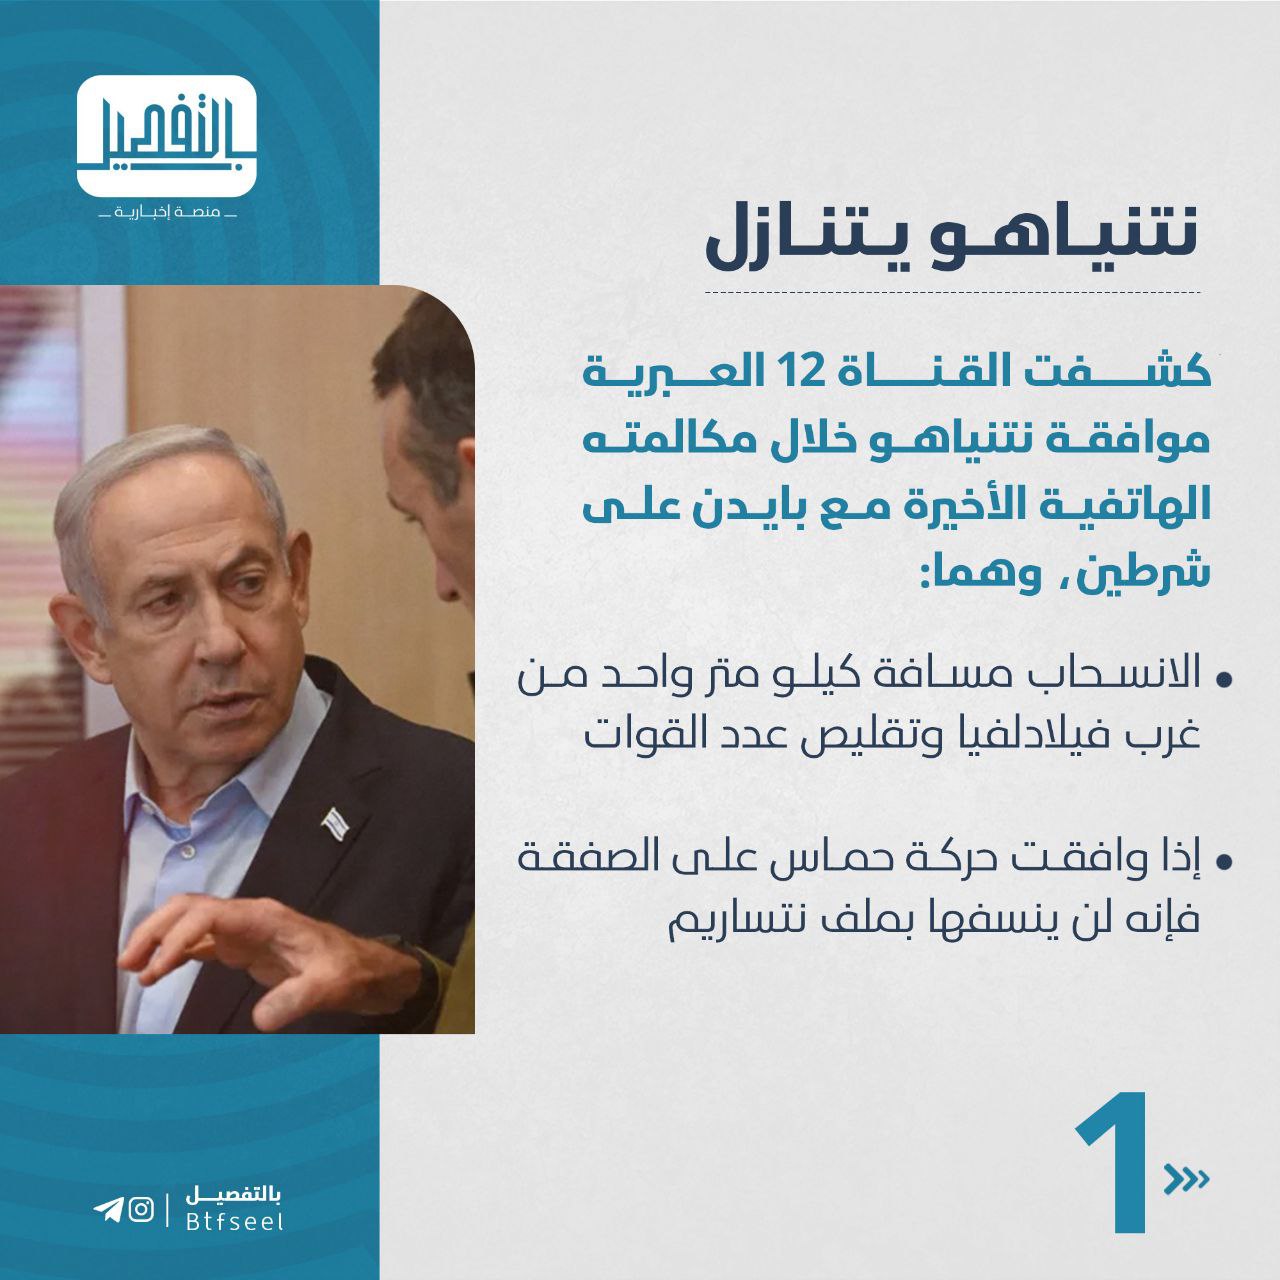 بالتفصيل
منصة إخبارية
نتنياهو يتنازل
كشفت القناة 12 العبرية
موافقة نتنياهو خلال مكالمته
الهاتفية الأخيرة مع بايدن على
شرطين، وهما:
• الانسحاب مسافة كيلو متر واحد من
غرب فيلادلفيا وتقليص عدد القوات
• إذا وافقت حركة حماس على الصفقة
فإنه لن ينسفها بملف نتساريم
1
بالتفصيل
Btfseel